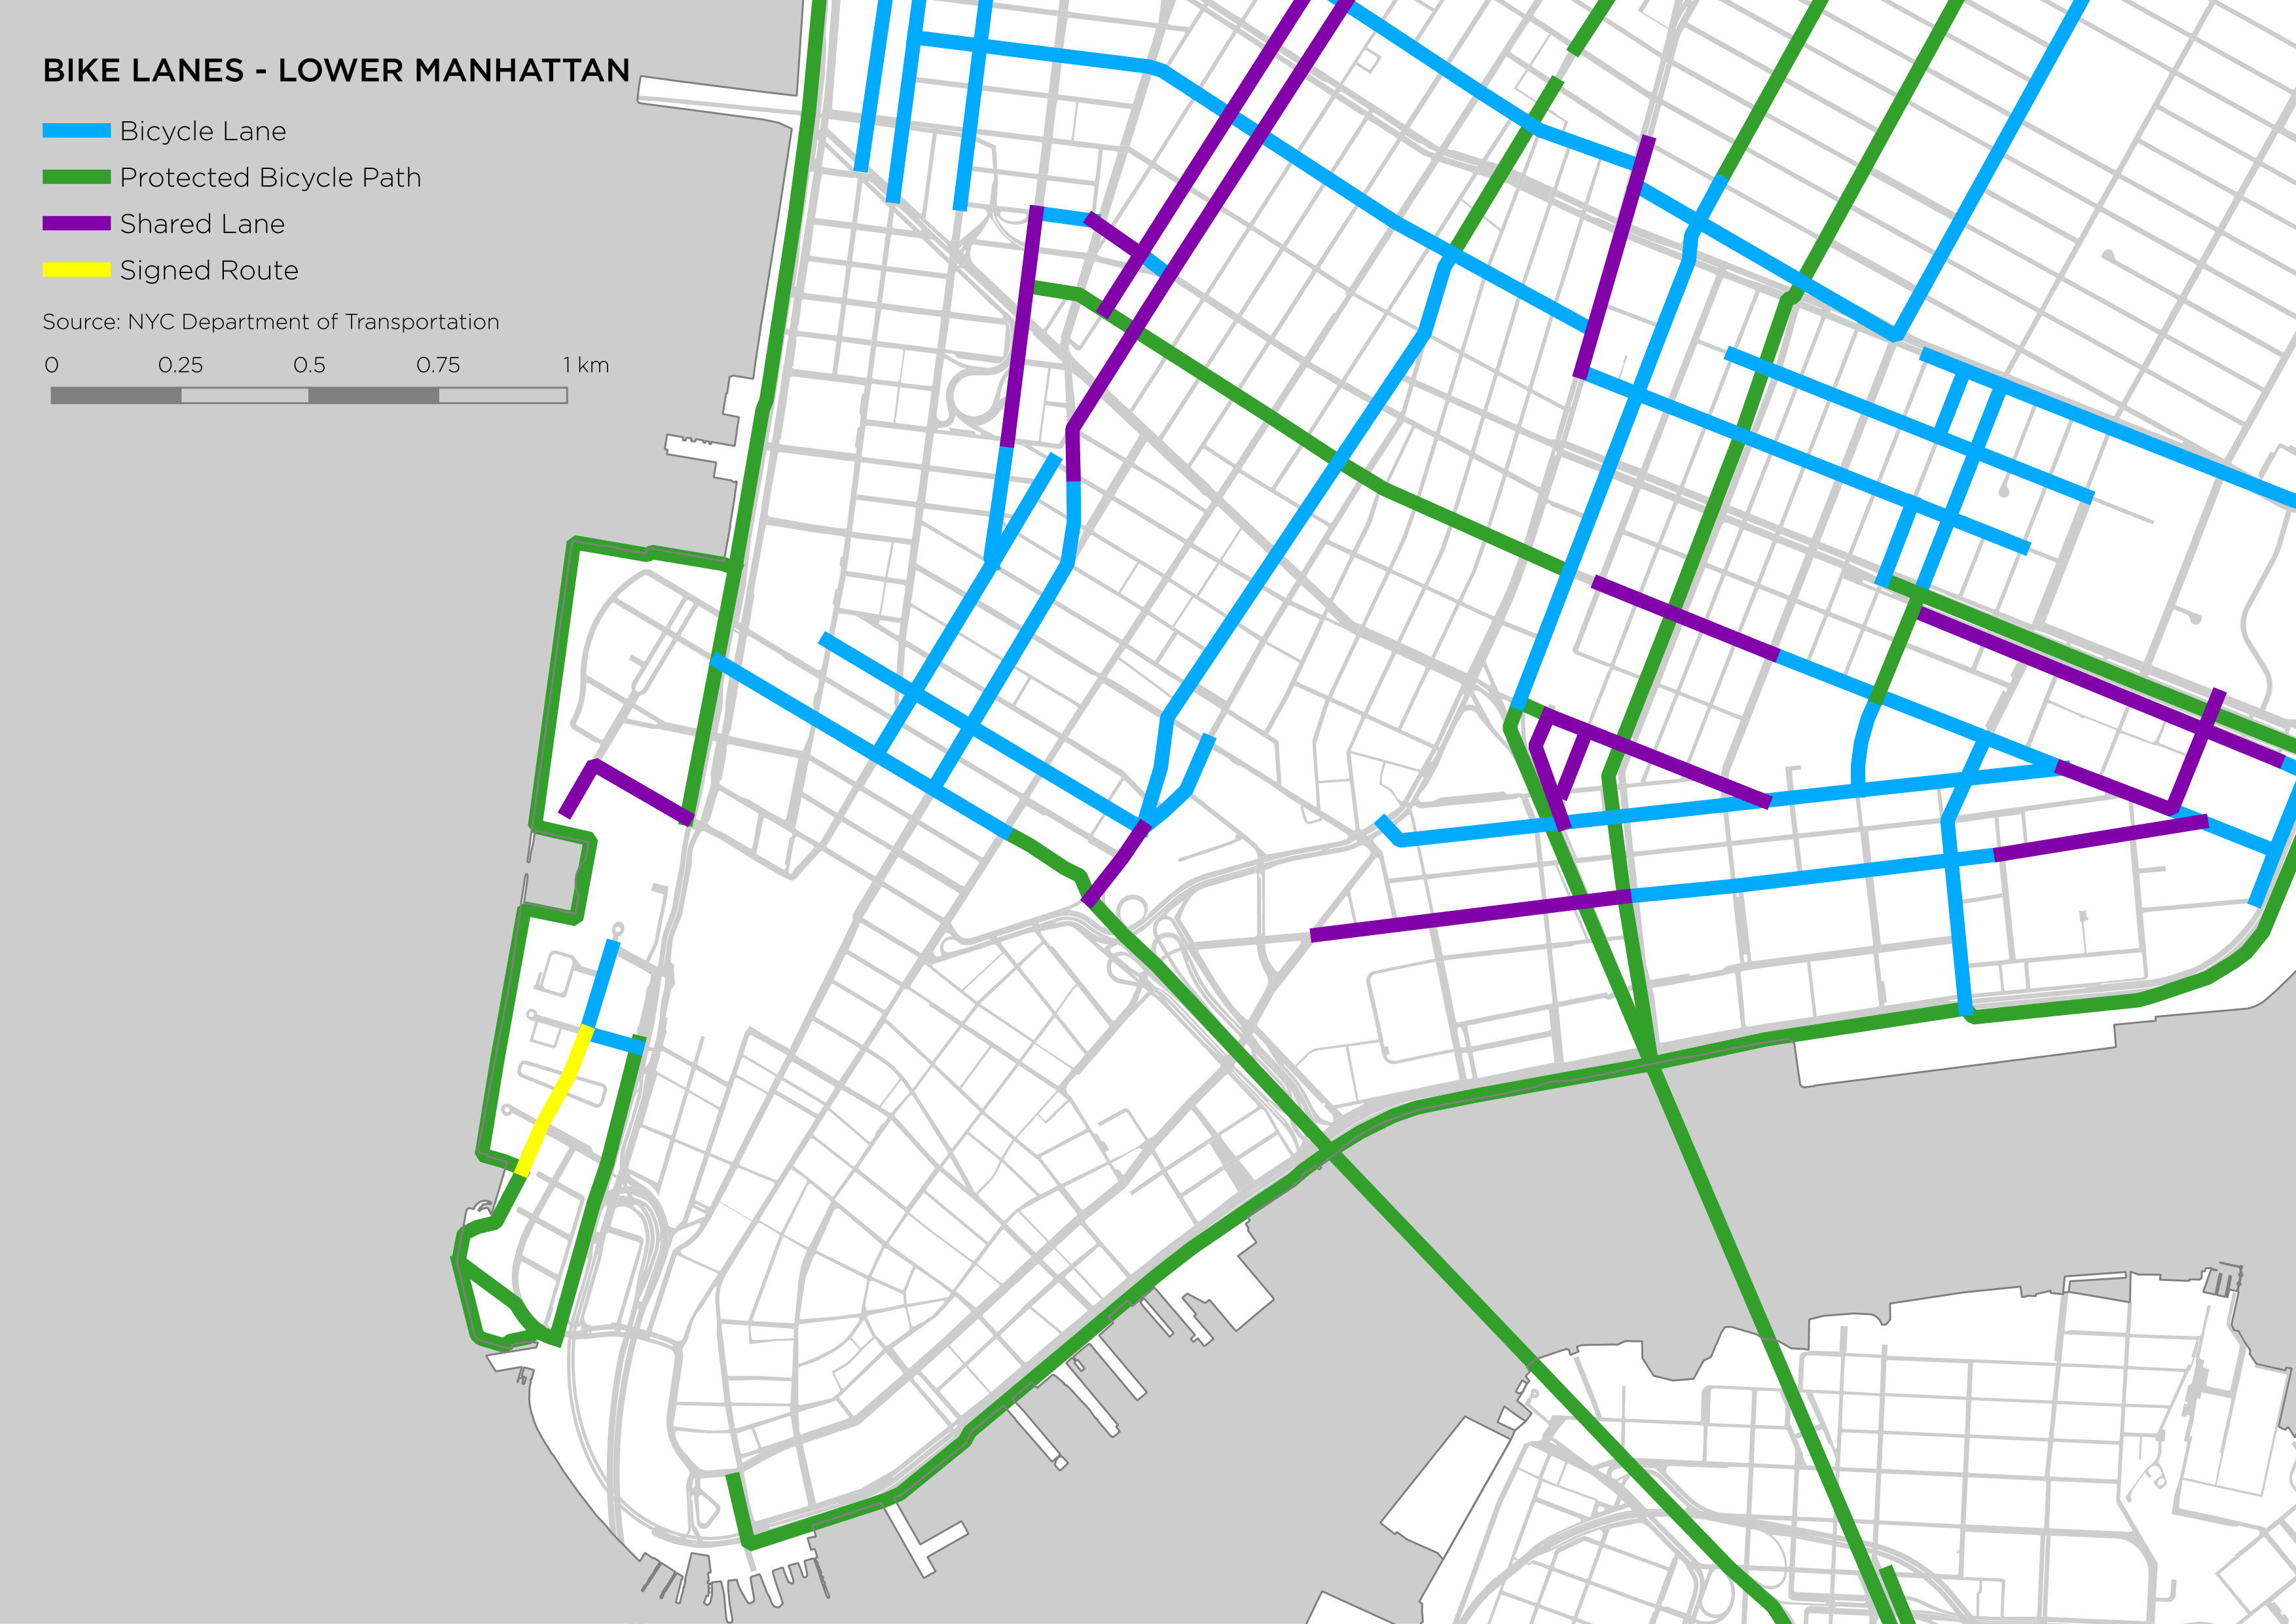 BIKE LANES - LOWER MANHATTAN
Bicycle Lane
Protected Bicycle Path
Shared Lane
Signed Route
Source: NYC Department of Transportation
0 0.25 0.5 0.75 1 km